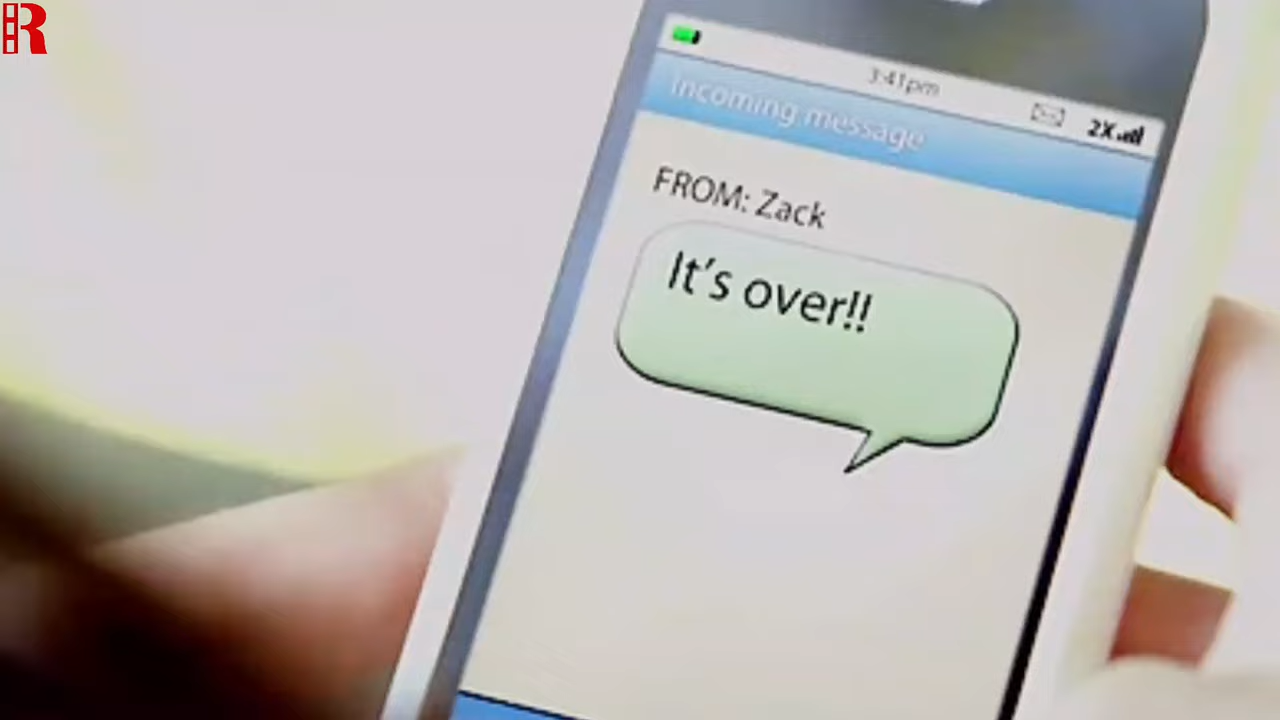 R
3:41pm
2X
incoming message
FROM: Zack
It's over!!